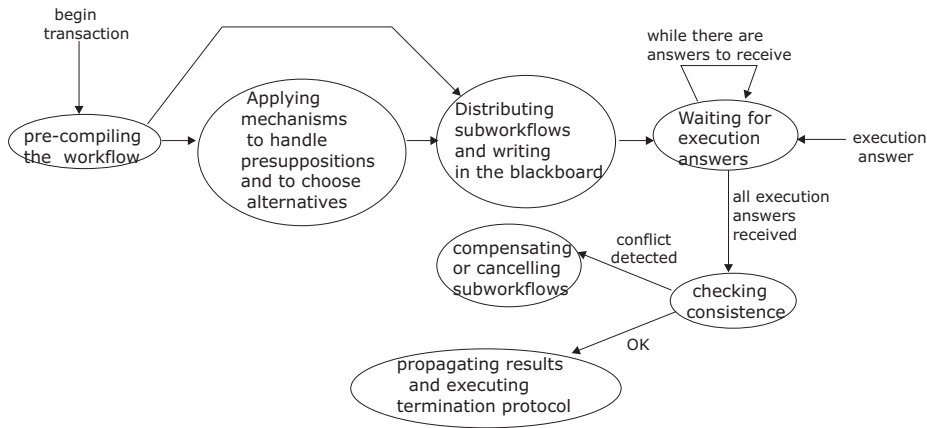 begin
transaction
pre-compiling
the workflow
Applying
mechanisms
to handle
presuppositions
and to choose
alternatives
Distributing
subworkflows
and writing
in the blackboard
while there are
answers to receive
Waiting for
execution
answers
execution
answer
all execution
answers
received
conflict
detected
compensating
or cancelling
subworkflows
checking
consistence
OK
propagating results
and executing
termination protocol